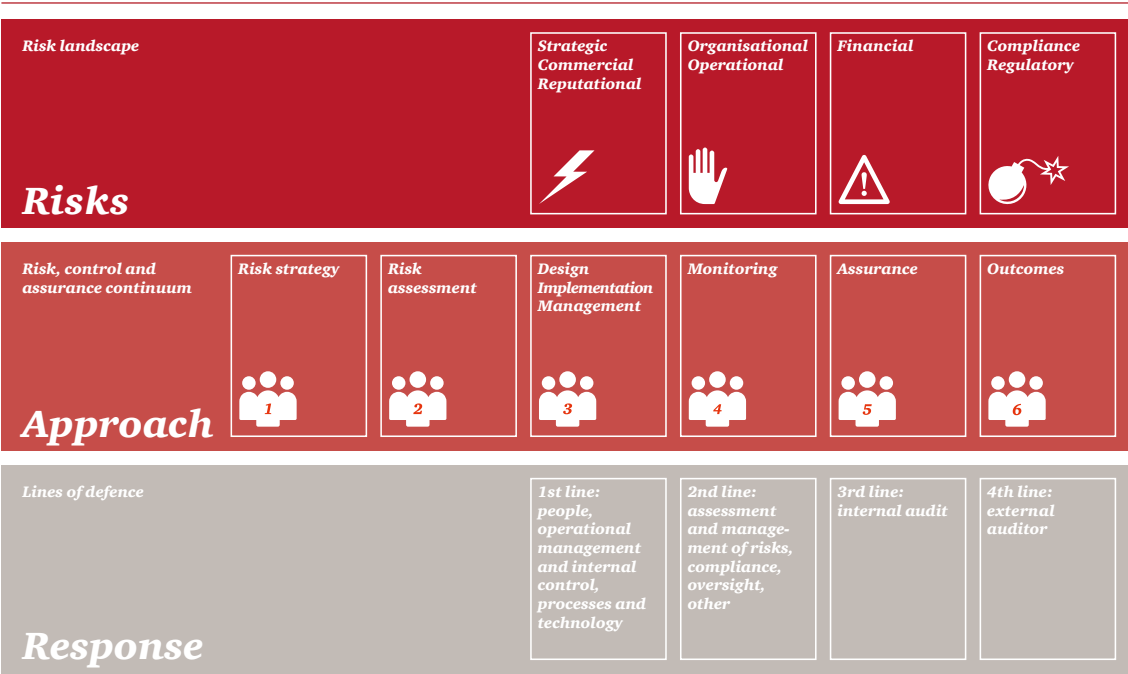 Risk landscape
Risks
Strategic
Commercial
Reputational
Organisational
Operational
Financial
Compliance
Regulatory
Risk, control and
assurance continuum
Approach
Risk strategy
1
Risk
assessment
2
Design
Implementation
Management
3
Monitoring
4
Assurance
5
Outcomes
6
Lines of defence
Response
1st line:
people,
operational
management
and internal
control,
processes and
technology
2nd line:
assessment
and manage-
ment of risks,
compliance,
oversight,
other
3rd line:
internal audit
4th line:
external
auditor